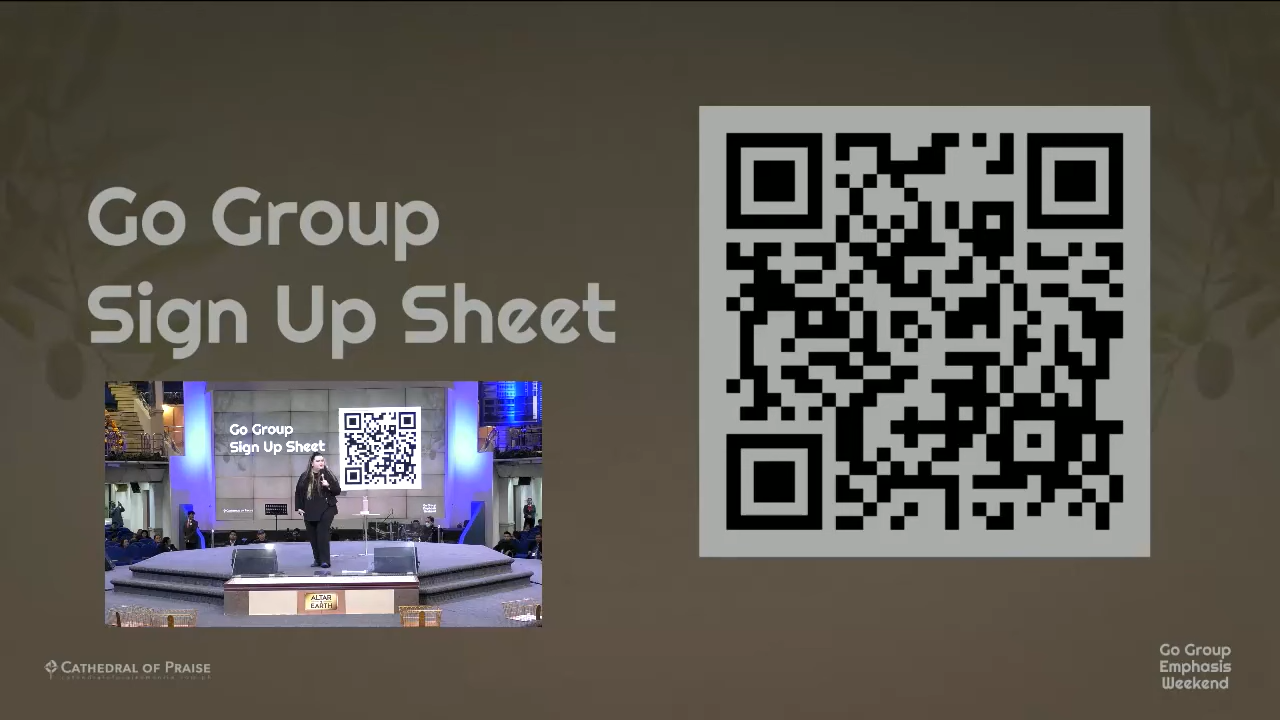 Go Group
Sign Up Sheet
Go Group
Sign Up Sheet
ALTAR
EARTH
CATHEDRAL OF PRAISE
Go Group
Emphasis
Weekend